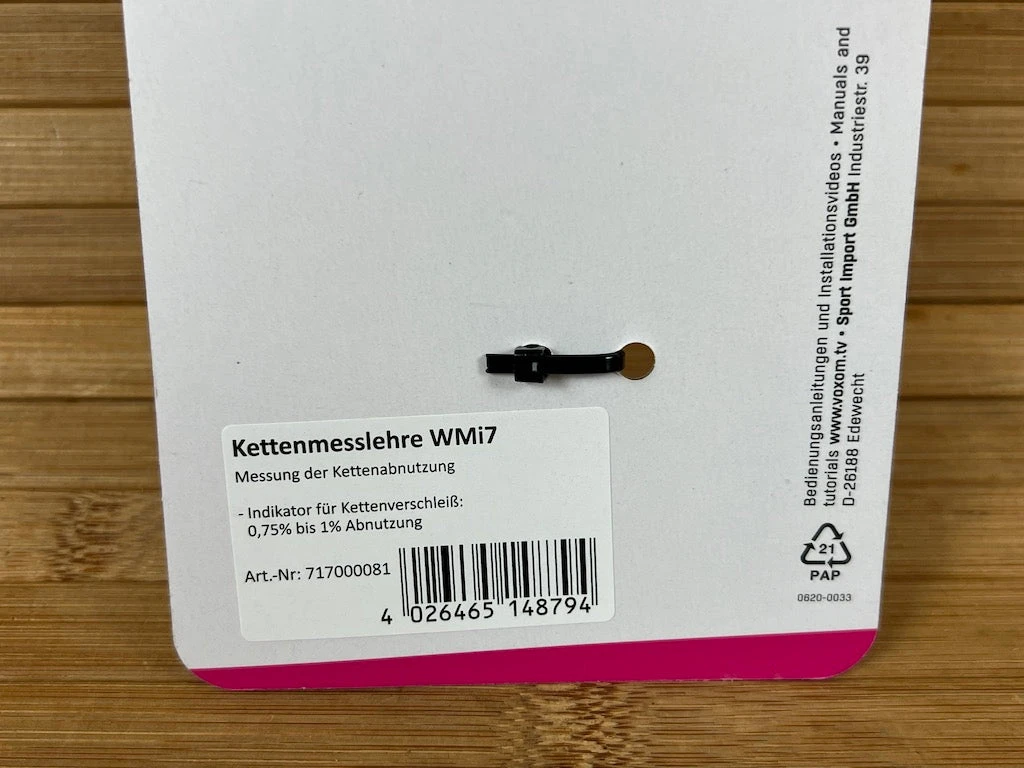 Kettenmesslehre WMi7
Messung der Kettenabnutzung
- Indikator für Kettenverschleiß:
0,75% bis 1% Abnutzung
Art.-Nr: 717000081
4 026465 148794
Bedienungsanleitungen und Installationsvideos • Manuals and
tutorials www.voxom.tv • Sport Import GmbH Industriestr. 39
D-26188 Edewecht
21
PAP
0620-0033